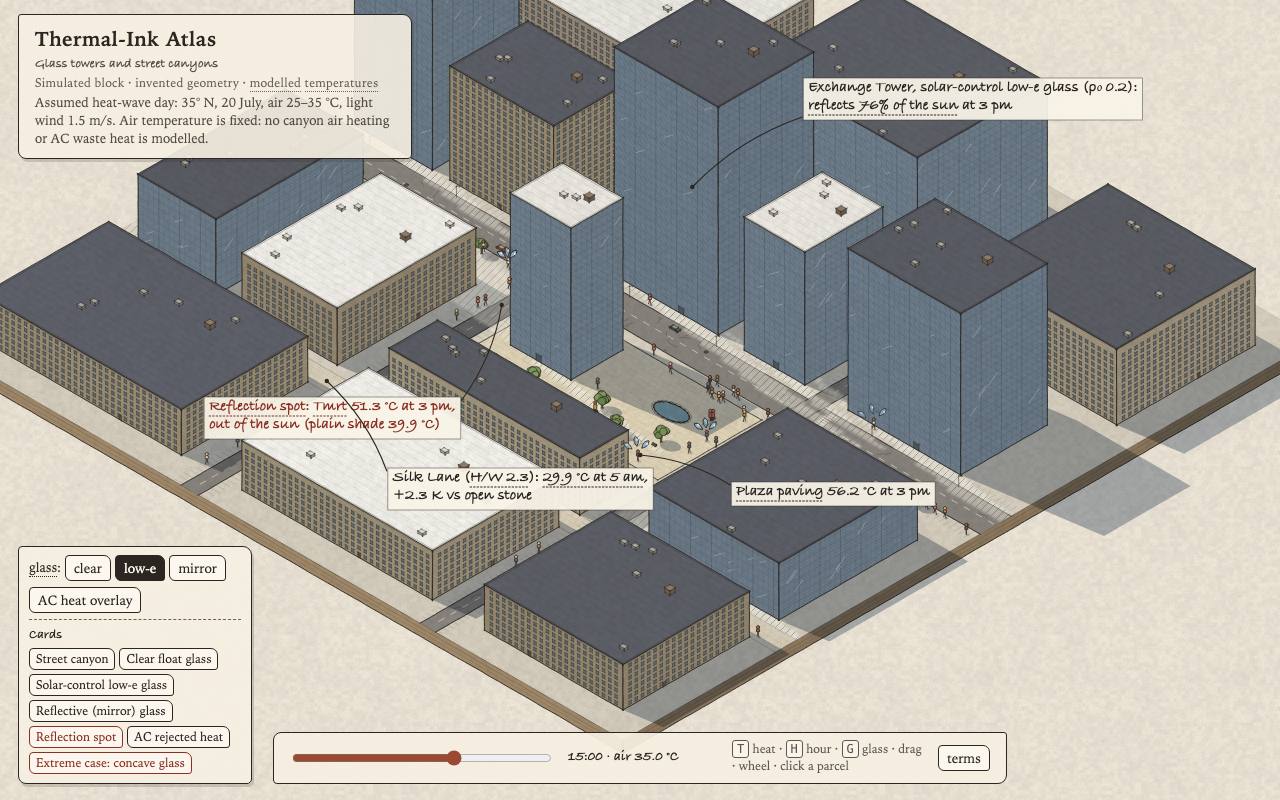 Thermal-Ink Atlas
Glass towers and street canyons
Simulated block · invented geometry · modelled temperatures
Assumed heat-wave day: 35° N, 20 July, air 25–35 °C, light
wind 1.5 m/s. Air temperature is fixed: no canyon air heating
or AC waste heat is modelled.
Exchange Tower, solar-control low-e glass (ρ₀ 0.2):
reflects 76% of the sun at 3 pm
Reflection spot: Tmrt 51.3 °C at 3 pm,
out of the sun (plain shade 39.9 °C)
Silk Lane (H/W 2.3): 29.9 °C at 5 am,
+2.3 K vs open stone
Plaza paving 56.2 °C at 3 pm
glass: clear low-e mirror
AC heat overlay
Cards
Street canyon Clear float glass
Solar-control low-e glass
Reflective (mirror) glass
Reflection spot AC rejected heat
Extreme case: concave glass
15:00 · air 35.0 °C
T heat · H hour · G glass · drag
· wheel · click a parcel
terms